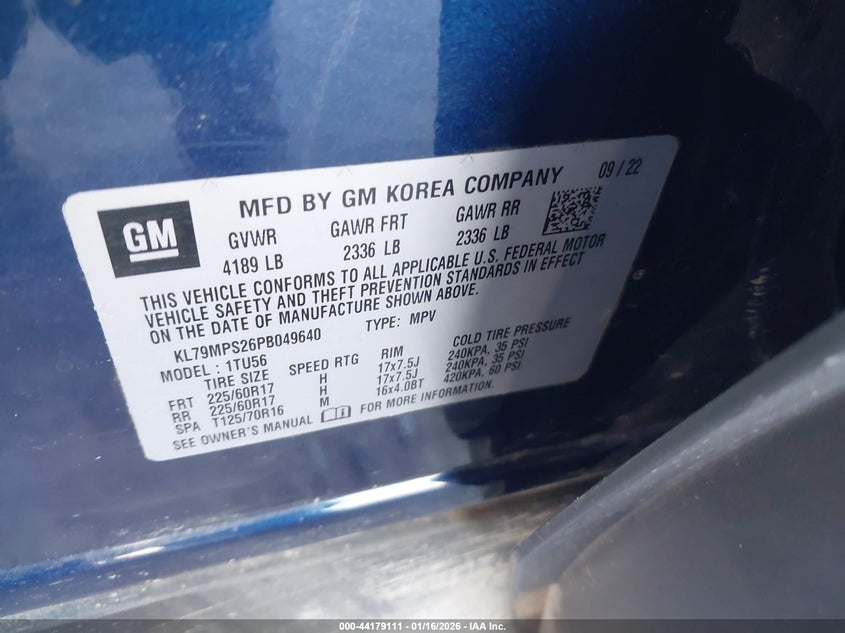 MFD BY GM KOREA COMPANY 09 / 22
GM
GVWR GAWR FRT GAWR RR
4189 LB 2336 LB 2336 LB
THIS VEHICLE CONFORMS TO ALL APPLICABLE U.S. FEDERAL MOTOR
VEHICLE SAFETY AND THEFT PREVENTION STANDARDS IN EFFECT
ON THE DATE OF MANUFACTURE SHOWN ABOVE.
KL79MPS26PB049640 TYPE: MPV
MODEL : 1TU56
TIRE SIZE SPEED RTG RIM COLD TIRE PRESSURE
FRT 225/60R17 H 17x7.5J 240KPA, 35 PSI
RR 225/60R17 H 17x7.5J 240KPA, 35 PSI
SPA T125/70R16 M 16x4.0BT 420KPA, 60 PSI
SEE OWNER'S MANUAL i FOR MORE INFORMATION.
000-44179111 - 01/16/2026 - IAA Inc.